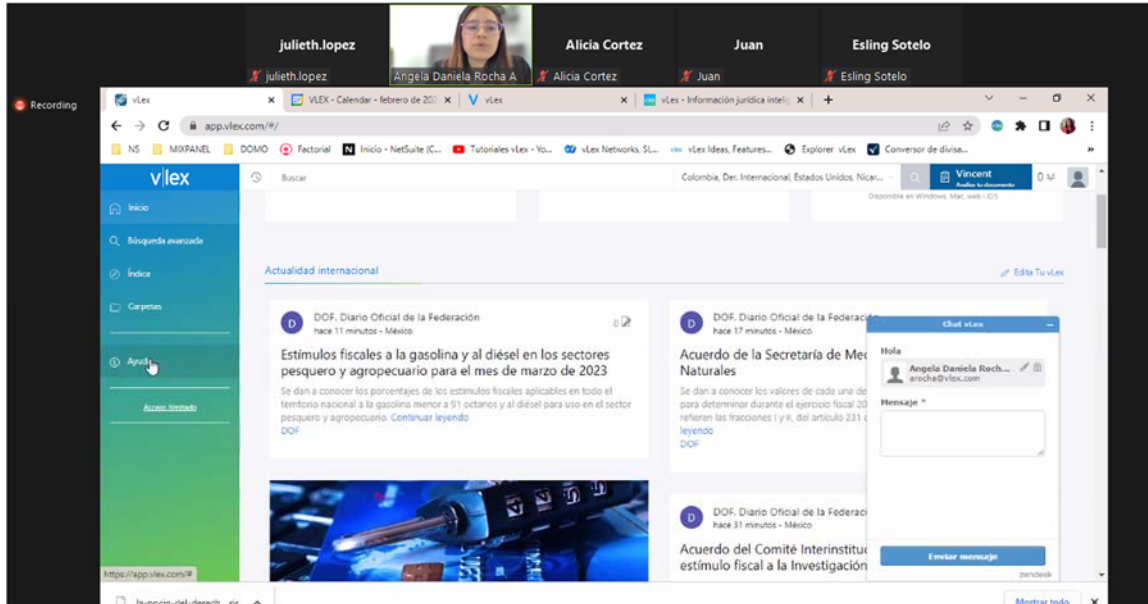 julieth.lopez
Alicia Cortez
Juan
Esling Sotelo
julieth.lopez
Angela Daniela Rocha A
Alicia Cortez
Juan
Esling Sotelo
Recording
vLex
VLEX - Calendar - febrero de 202
vLex
vLex - Información jurídica intelig
app.vlex.com/#/
NS
MIXPANEL
DOMO
Factorial
Inicio - NetSuite (C...
Tutoriales vLex - Yo...
vLex Networks, SL...
vLex Ideas, Features...
Explorer vLex
Conversor de divisa...
»
v|lex
Buscar
Colombia, Der. Internacional, Estados Unidos, Nicar...
Vincent
Analiza tu documento
0
Inicio
Búsqueda avanzada
Índice
Carpetas
Ayuda
Acceso limitado
Disponible en Windows, Mac, web i iOS
Actualidad internacional
Edita Tu vLex
D
DOF. Diario Oficial de la Federación
hace 11 minutos - México
0
Estímulos fiscales a la gasolina y al diésel en los sectores
pesquero y agropecuario para el mes de marzo de 2023
Se dan a conocer los porcentajes de los estímulos fiscales aplicables en todo el
territorio nacional a la gasolina menor a 91 octanos y al diésel para uso en el sector
pesquero y agropecuario. Continuar leyendo
DOF
D
DOF. Diario Oficial de la Federación
hace 17 minutos - México
Acuerdo de la Secretaría de Med
Naturales
Se dan a conocer los valores de cada una de
para determinar durante el ejercicio fiscal 20
refieren las fracciones I y II, del artículo 231 d
leyendo
DOF
D
DOF. Diario Oficial de la Federaci
hace 31 minutos - México
Acuerdo del Comité Interinstituc
estímulo fiscal a la Investigación
Chat vLex
Hola
Angela Daniela Roch...
arocha@vlex.com
Mensaje *
Enviar mensaje
zendesk
https://app.vlex.com/#
Mostrar todo